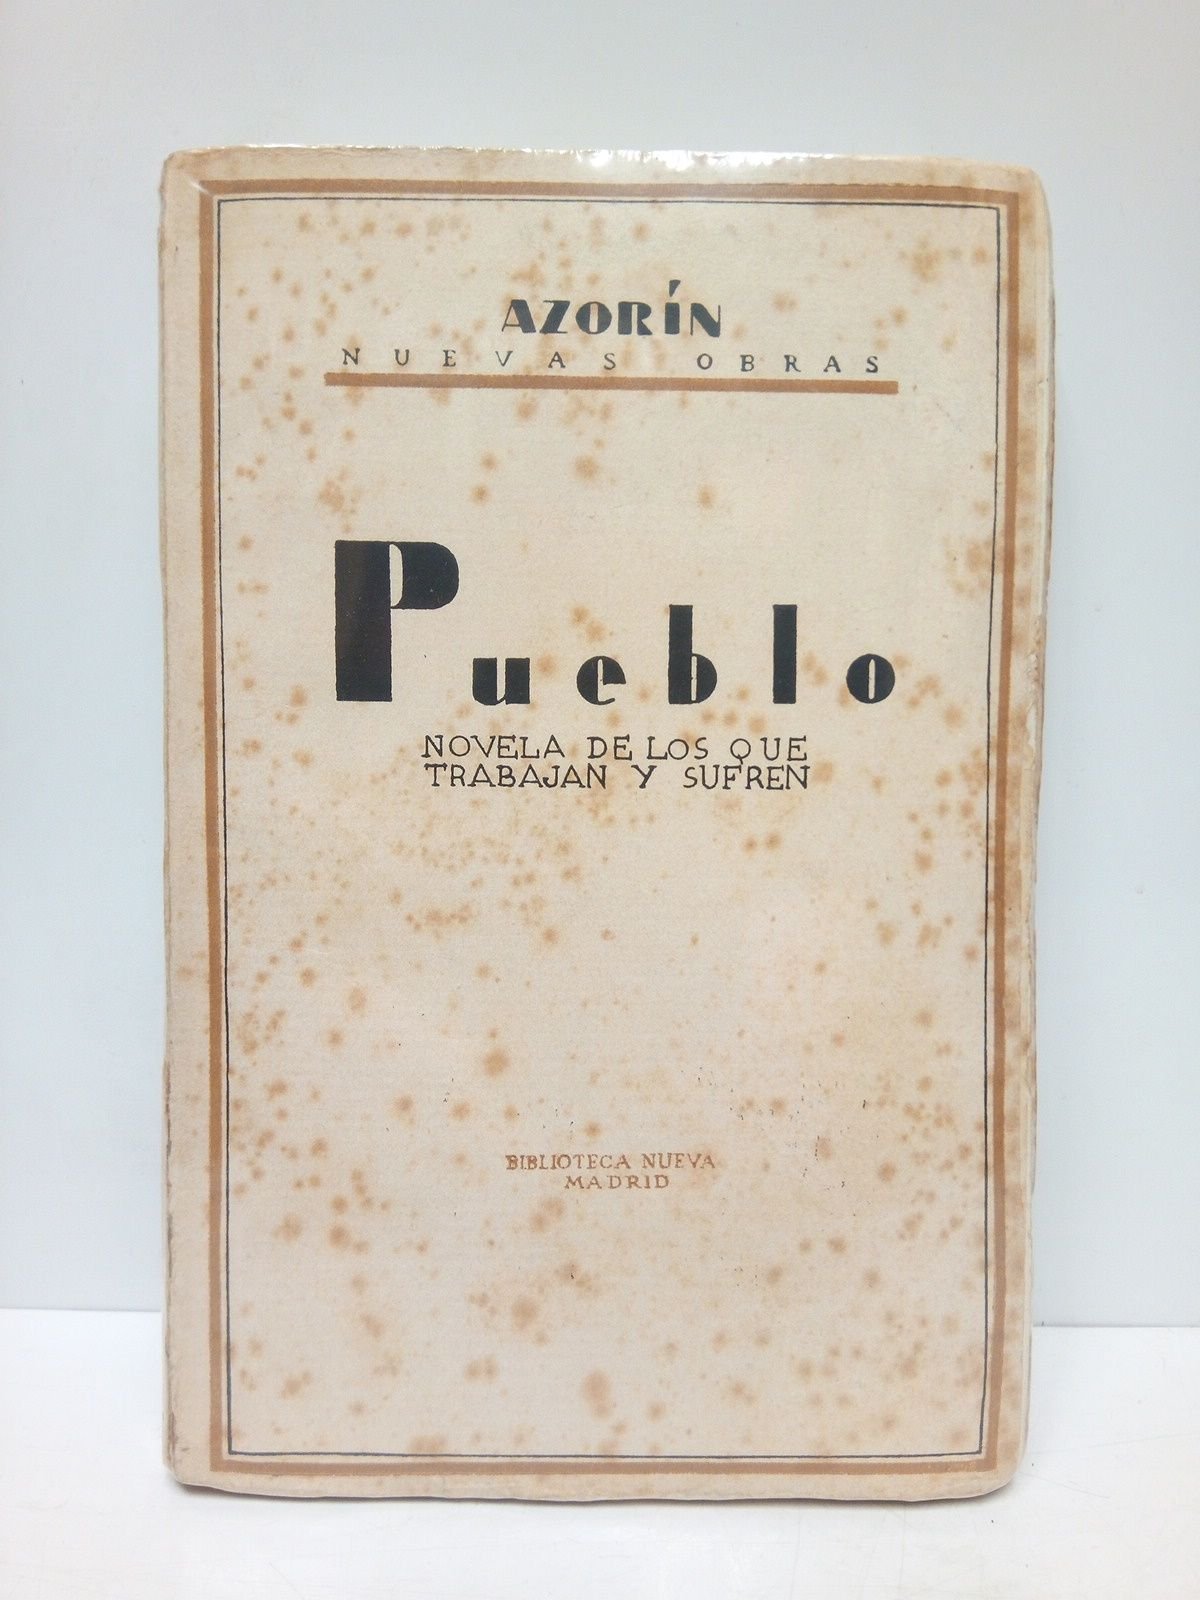 AZORÍN
NUEVAS OBRAS
Pueblo
NOVELA DE LOS QUE
TRABAJAN Y SUFREN
BIBLIOTECA NUEVA
MADRID